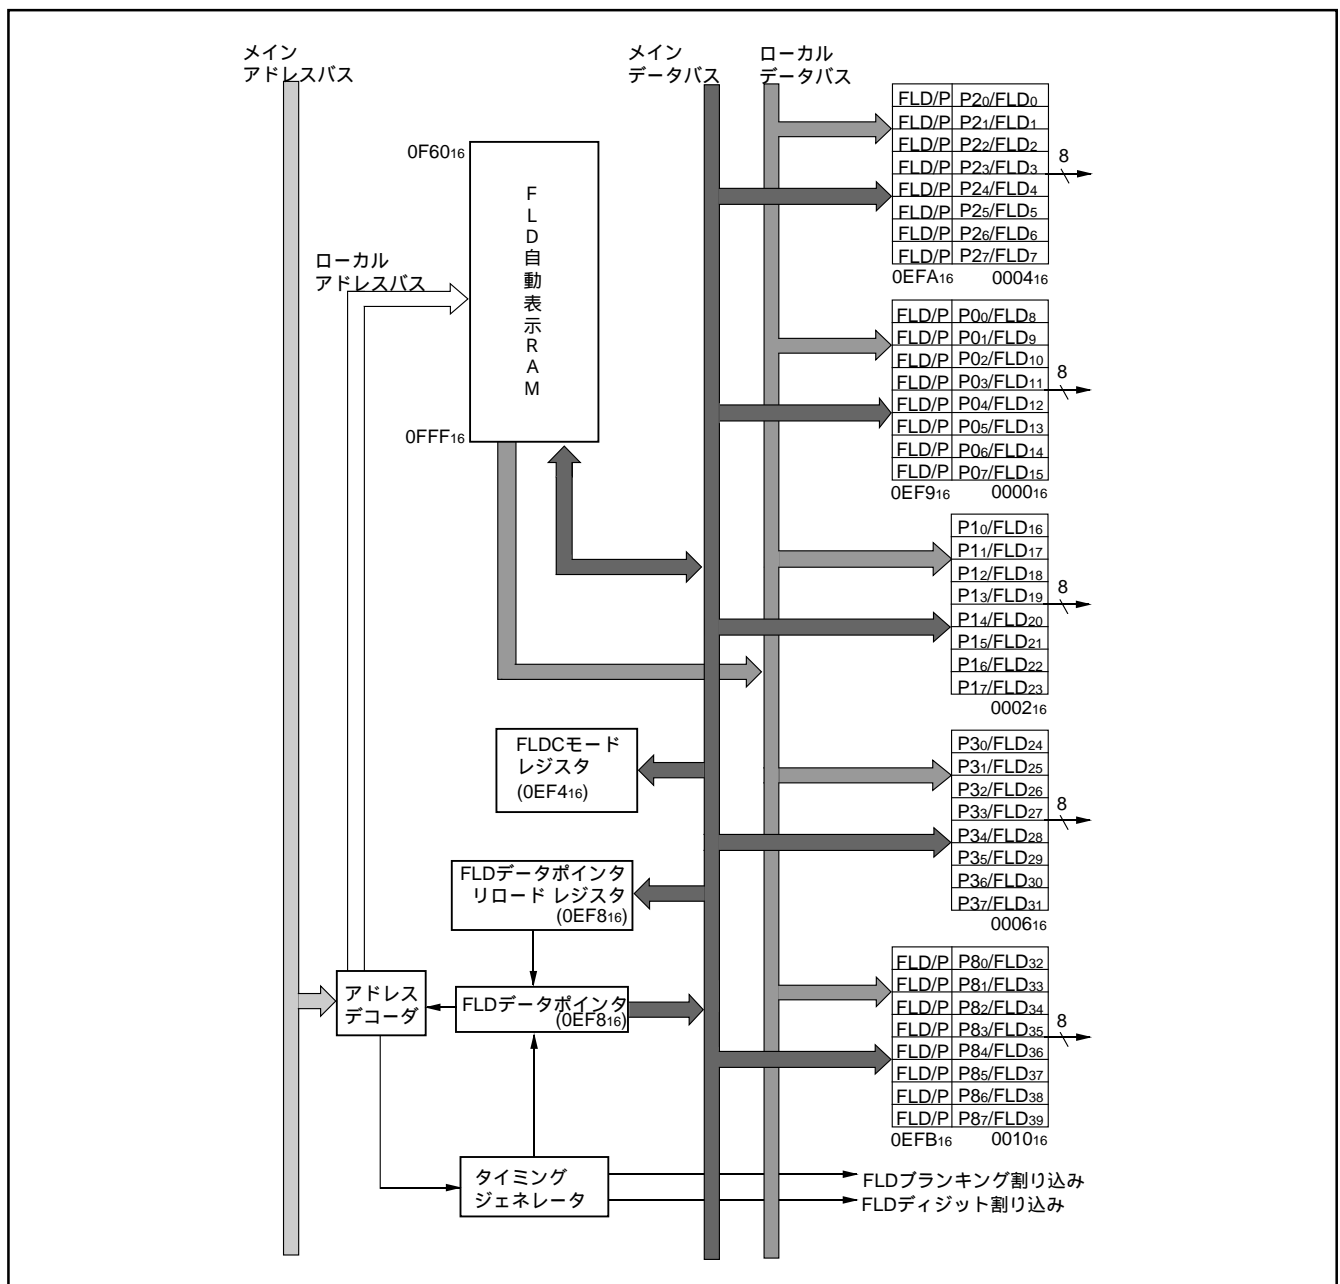 メイン
アドレスバス
メイン
データバス
ローカル
データバス
0F6016
FLD自動表示RAM
0FFF16
ローカル
アドレスバス
FLD/P P20/FLD0
FLD/P P21/FLD1
FLD/P P22/FLD2
FLD/P P23/FLD3
FLD/P P24/FLD4
FLD/P P25/FLD5
FLD/P P26/FLD6
FLD/P P27/FLD7
8
0EFA16 000416
FLD/P P00/FLD8
FLD/P P01/FLD9
FLD/P P02/FLD10
FLD/P P03/FLD11
FLD/P P04/FLD12
FLD/P P05/FLD13
FLD/P P06/FLD14
FLD/P P07/FLD15
8
0EF916 000016
P10/FLD16
P11/FLD17
P12/FLD18
P13/FLD19
P14/FLD20
P15/FLD21
P16/FLD22
P17/FLD23
8
000216
FLDCモード
レジスタ
(0EF416)
P30/FLD24
P31/FLD25
P32/FLD26
P33/FLD27
P34/FLD28
P35/FLD29
P36/FLD30
P37/FLD31
8
000616
FLDデータポインタ
リロード レジスタ
(0EF816)
アドレス
デコーダ
FLDデータポインタ
(0EF816)
FLD/P P80/FLD32
FLD/P P81/FLD33
FLD/P P82/FLD34
FLD/P P83/FLD35
FLD/P P84/FLD36
FLD/P P85/FLD37
FLD/P P86/FLD38
FLD/P P87/FLD39
8
0EFB16 001016
タイミング
ジェネレータ
FLDブランキング割り込み
FLDディジット割り込み